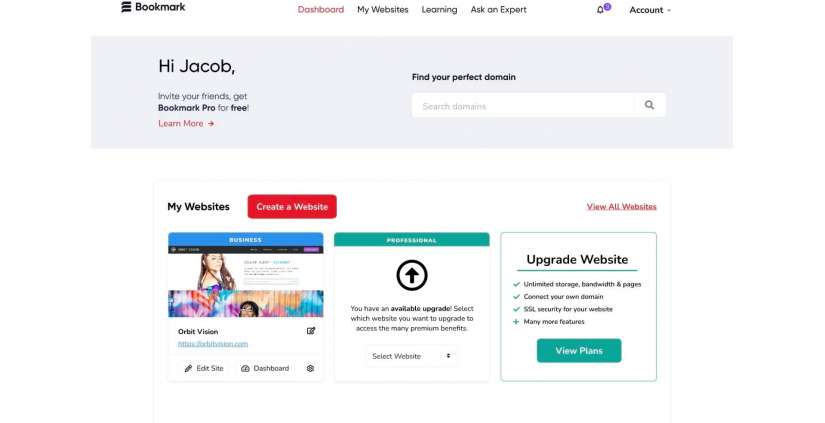 Bookmark
Dashboard My Websites Learning Ask an Expert
Account
Hi Jacob,
Invite your friends, get
Bookmark Pro for free!
Learn More →
Find your perfect domain
Search domains
My Websites
Create a Website
View All Websites
BUSINESS
Orbit Vision
https://orbitvision.com
Edit Site
Dashboard
PROFESSIONAL
You have an available upgrade! Select
which website you want to upgrade to
access the many premium benefits.
Select Website
Upgrade Website
Unlimited storage, bandwidth & pages
Connect your own domain
SSL security for your website
Many more features
View Plans